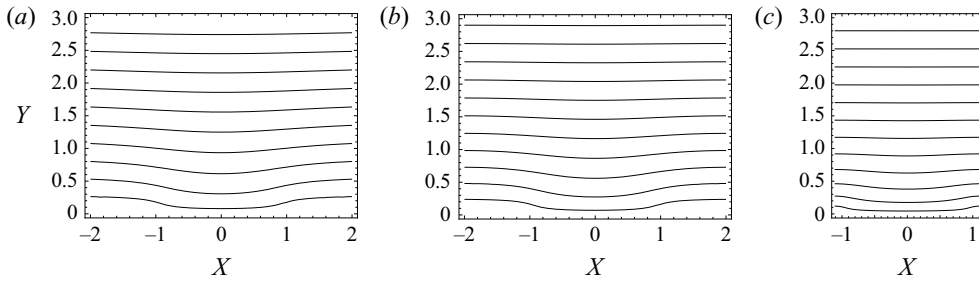 (a) (b) (c)
3.0 3.0 3.0
2.5 2.5 2.5
2.0 2.0 2.0
Y 1.5 1.5 1.5
1.0 1.0 1.0
0.5 0.5 0.5
0 0 0
–2 –1 0 1 2 –2 –1 0 1 2 –1 0 1
X X X